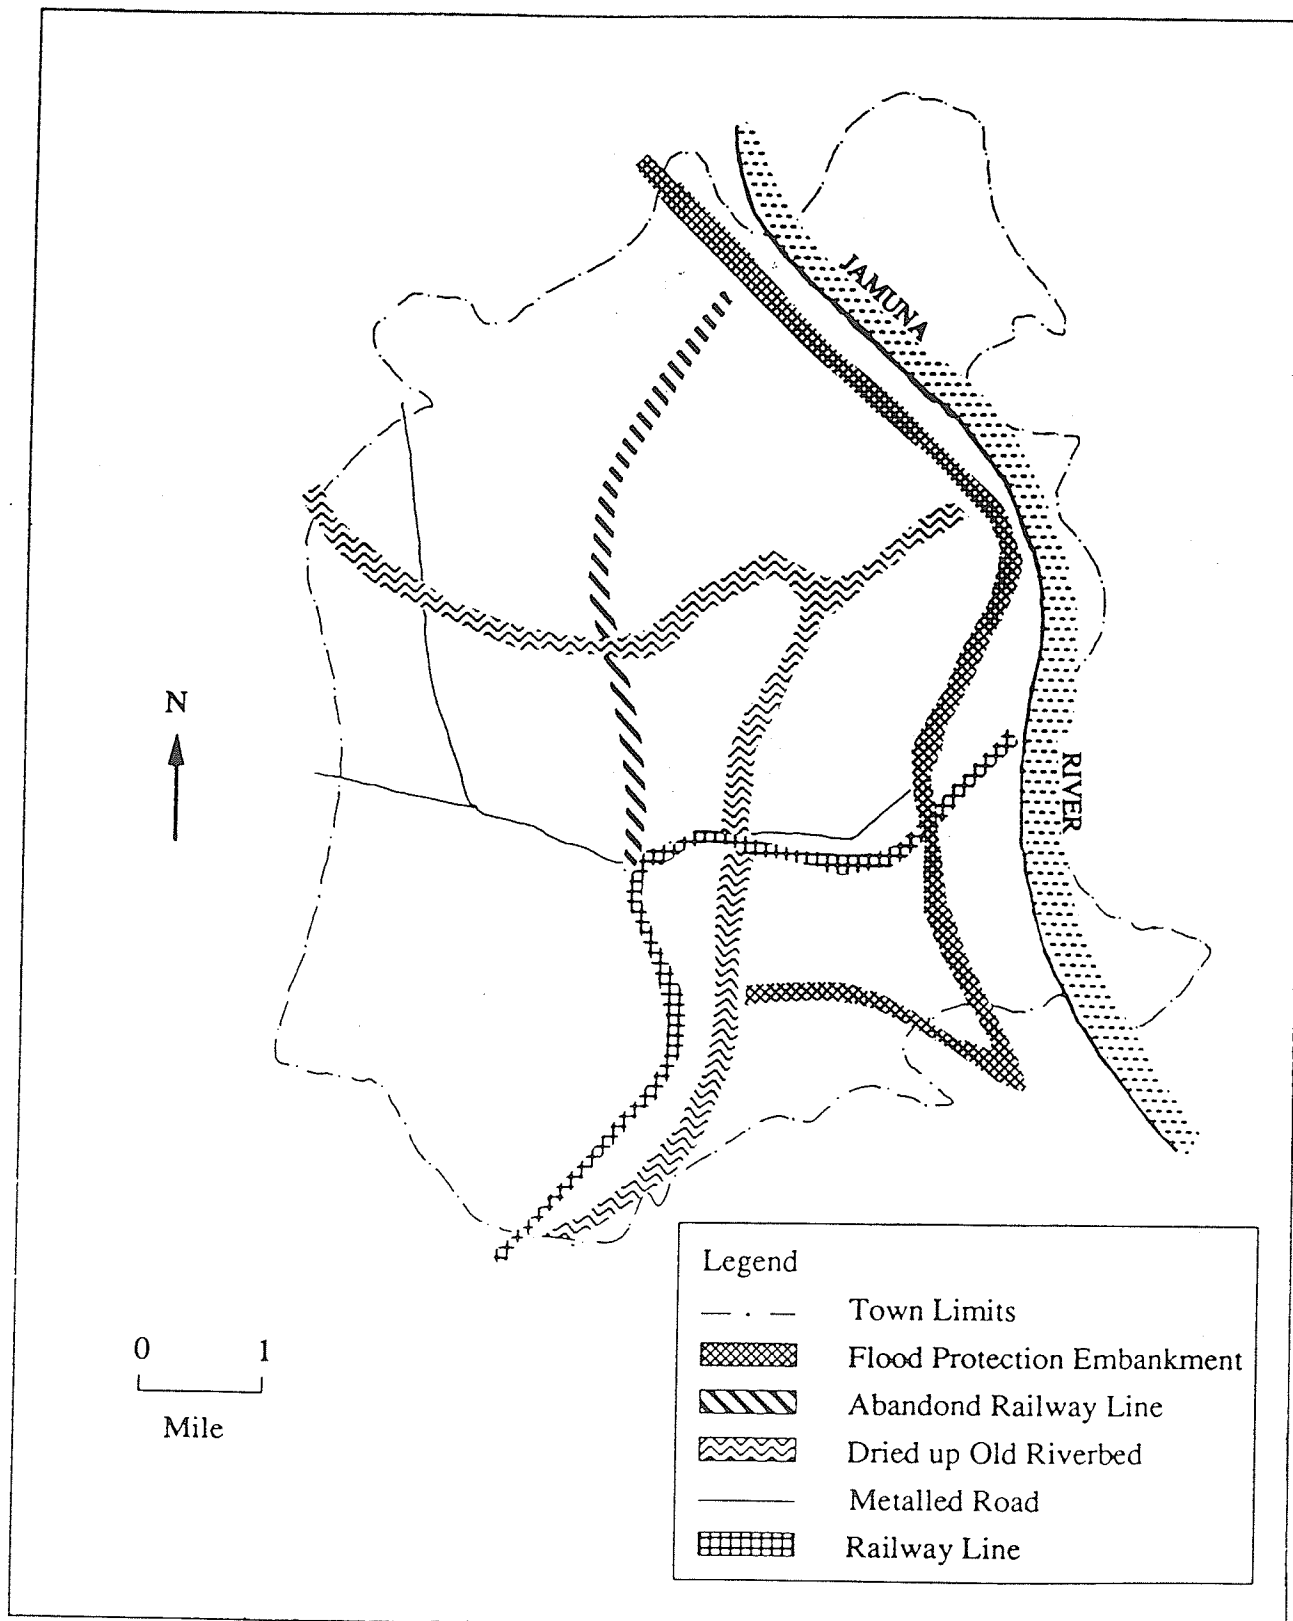 JAMUNA
RIVER
N
Legend
Town Limits
Flood Protection Embankment
Abandond Railway Line
Dried up Old Riverbed
Metalled Road
Railway Line
0 1
Mile